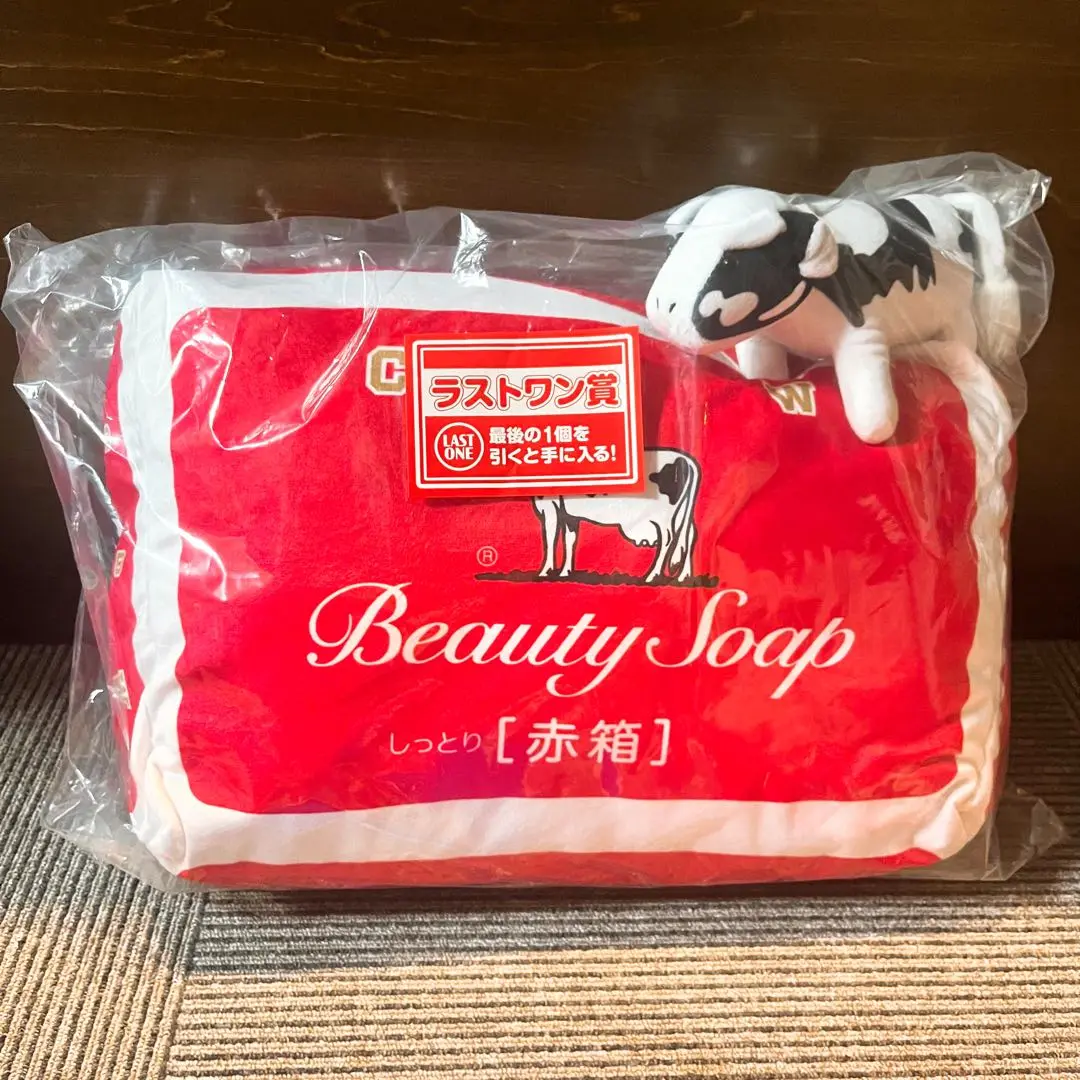 C
W
ラストワン賞
LAST ONE
最後の1個を
引くと手に入る!
®
Beauty Soap
しっとり [赤箱]